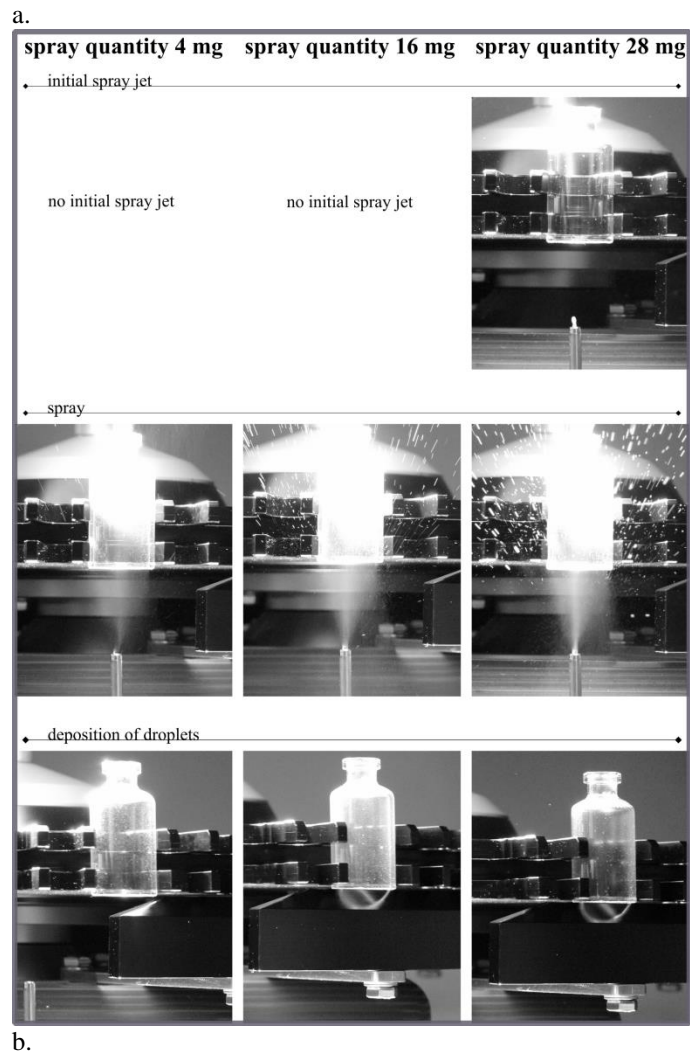 a.
spray quantity 4 mg spray quantity 16 mg spray quantity 28 mg
initial spray jet
no initial spray jet no initial spray jet
spray
deposition of droplets
b.